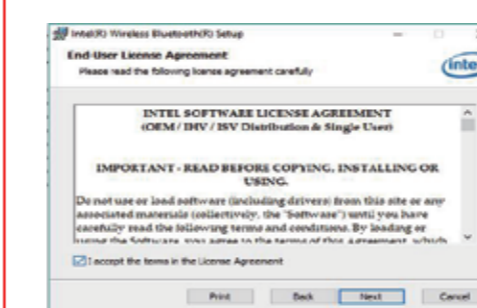 Intel(R) Wireless Bluetooth(R) Setup
End-User License Agreement
Please read the following license agreement carefully
(inte
INTEL SOFTWARE LICENSE AGREEMENT
(OEM / IHV / ISV Distribution & Single User)
IMPORTANT - READ BEFORE COPYING, INSTALLING OR
USING.
Do not use or load software (including drivers) from this site or any
associated materials (collectively, the "Software") until you have
carefully read the following terms and conditions. By loading or
using the Software, you agree to the terms of this Agreement, which
I accept the terms in the License Agreement
Print Back Next Cancel